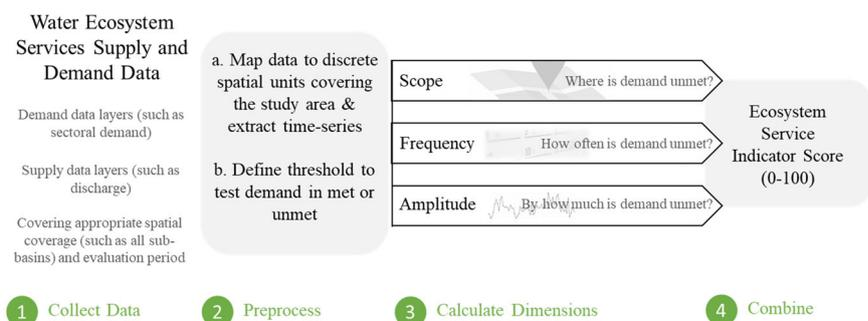 Water Ecosystem
Services Supply and
Demand Data
Demand data layers (such as
sectoral demand)
Supply data layers (such as
discharge)
Covering appropriate spatial
coverage (such as all sub-
basins) and evaluation period
a. Map data to discrete
spatial units covering
the study area &
extract time-series
b. Define threshold to
test demand in met or
unmet
Scope Where is demand unmet?
Frequency How often is demand unmet?
Amplitude By how much is demand unmet?
Ecosystem
Service
Indicator Score
(0-100)
1 Collect Data
2 Preprocess
3 Calculate Dimensions
4 Combine